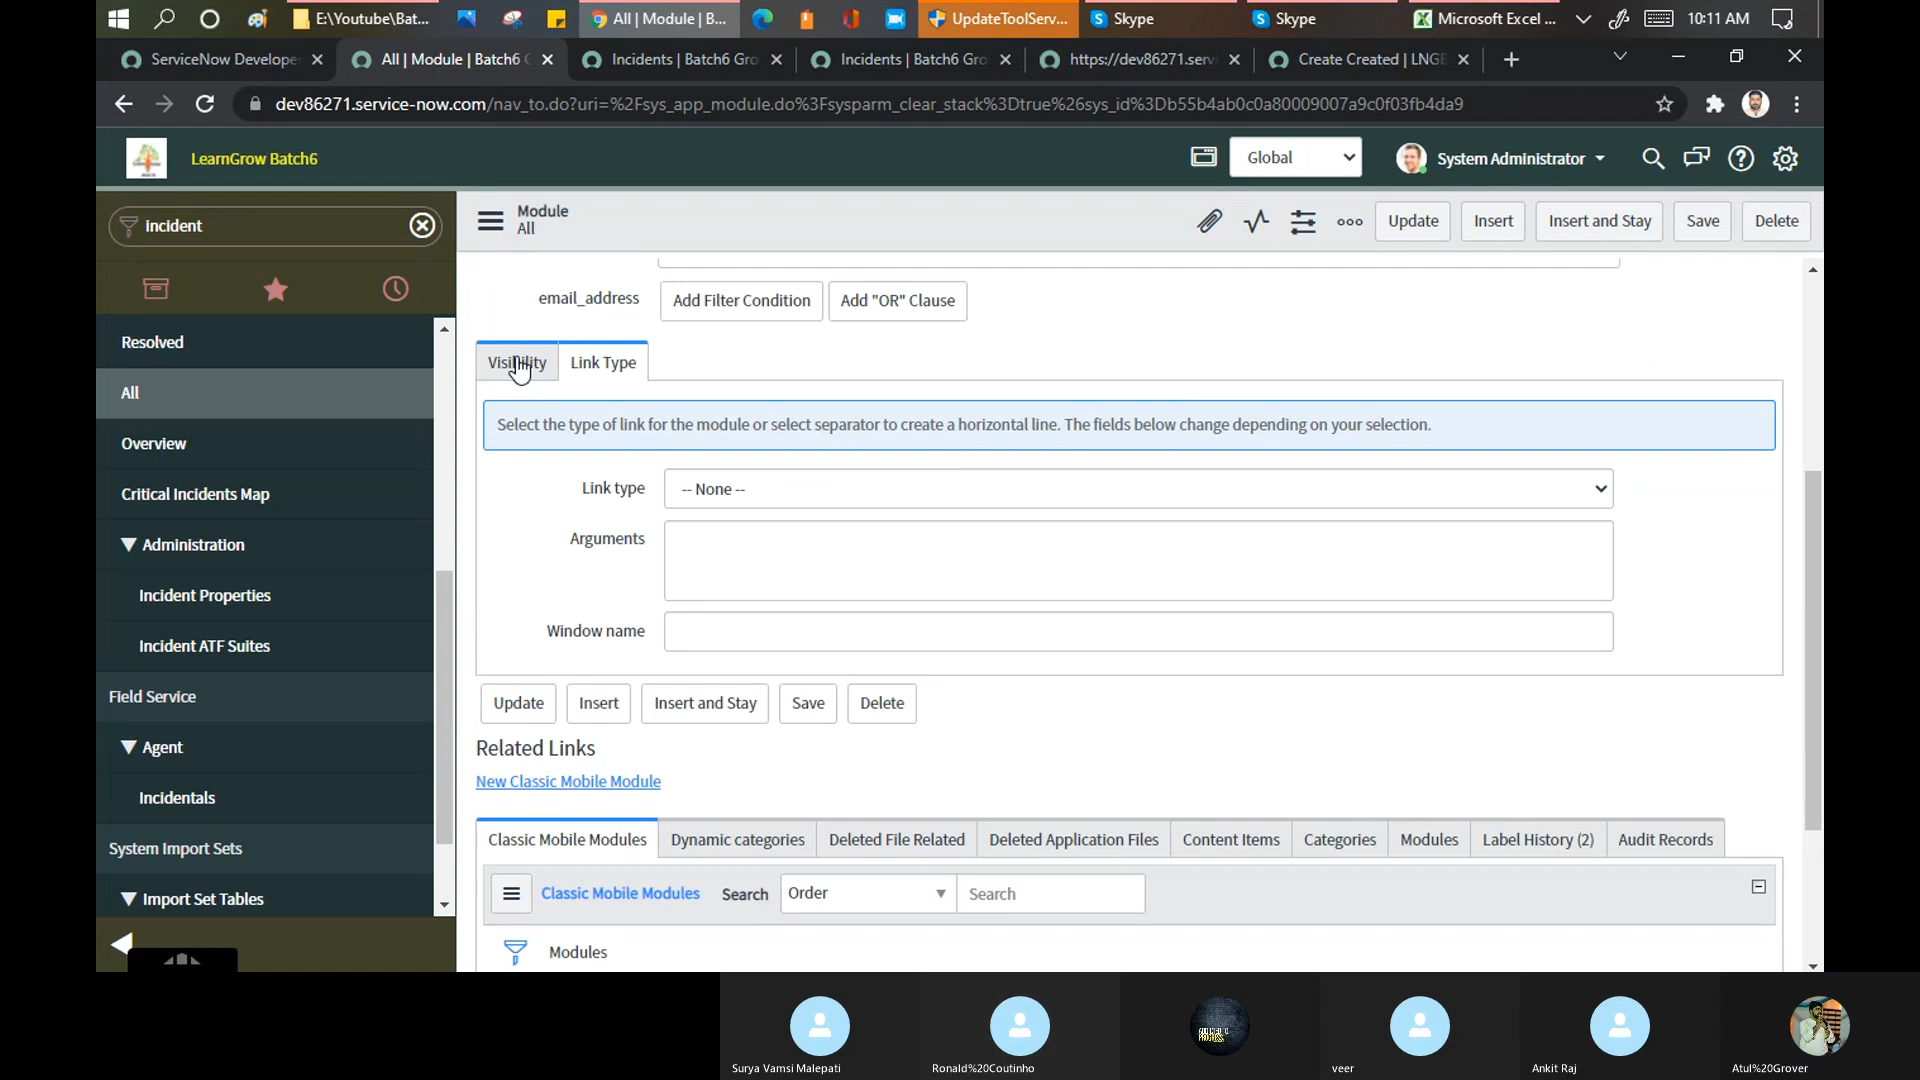 E:\Youtube\Bat...
All | Module | B...
UpdateToolServ...
Skype
Skype
Microsoft Excel ...
10:11 AM
ServiceNow Developer
All | Module | Batch6 G
Incidents | Batch6 Gro
Incidents | Batch6 Gro
https://dev86271.servi
Create Created | LNGB
dev86271.service-now.com/nav_to.do?uri=%2Fsys_app_module.do%3Fsysparm_clear_stack%3Dtrue%26sys_id%3Db55b4ab0c0a80009007a9c0f03fb4da9
LearnGrow Batch6
Global
System Administrator
incident
Module
All
Update
Insert
Insert and Stay
Save
Delete
Resolved
All
Overview
Critical Incidents Map
Administration
Incident Properties
Incident ATF Suites
Field Service
Agent
Incidentals
System Import Sets
Import Set Tables
email_address
Add Filter Condition
Add "OR" Clause
Visibility
Link Type
Select the type of link for the module or select separator to create a horizontal line. The fields below change depending on your selection.
Link type
-- None --
Arguments
Window name
Update
Insert
Insert and Stay
Save
Delete
Related Links
New Classic Mobile Module
Classic Mobile Modules
Dynamic categories
Deleted File Related
Deleted Application Files
Content Items
Categories
Modules
Label History (2)
Audit Records
Classic Mobile Modules
Search
Order
Search
Modules
Surya Vamsi Malepati
Ronald%20Coutinho
veer
Ankit Raj
Atul%20Grover